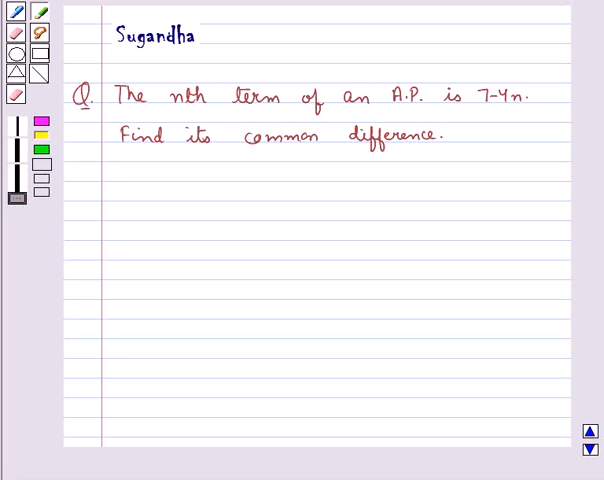 Sugandha
Q. The nth term of an A.P. is 7-4n.
Find its common difference.